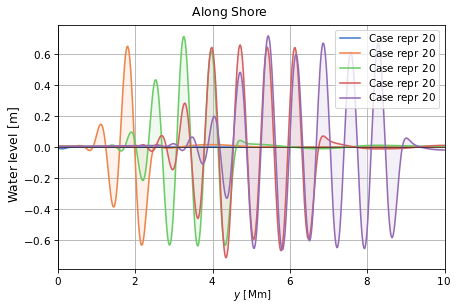 Along Shore
Water level [m]
0.6
0.4
0.2
0.0
−0.2
−0.4
−0.6
Case repr 20
Case repr 20
Case repr 20
Case repr 20
Case repr 20
0 2 4 6 8 10
y [Mm]